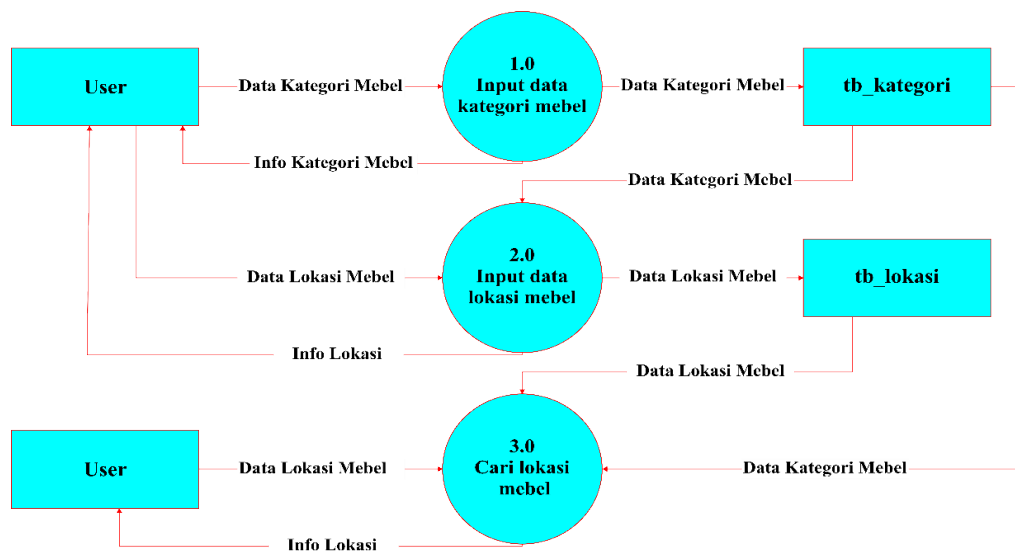 User
Data Kategori Mebel
1.0
Input data
kategori mebel
Data Kategori Mebel
tb_kategori
Info Kategori Mebel
Data Kategori Mebel
2.0
Input data
lokasi mebel
Data Lokasi Mebel
Data Lokasi Mebel
tb_lokasi
Info Lokasi
Data Lokasi Mebel
User
Data Lokasi Mebel
3.0
Cari lokasi
mebel
Data Kategori Mebel
Info Lokasi